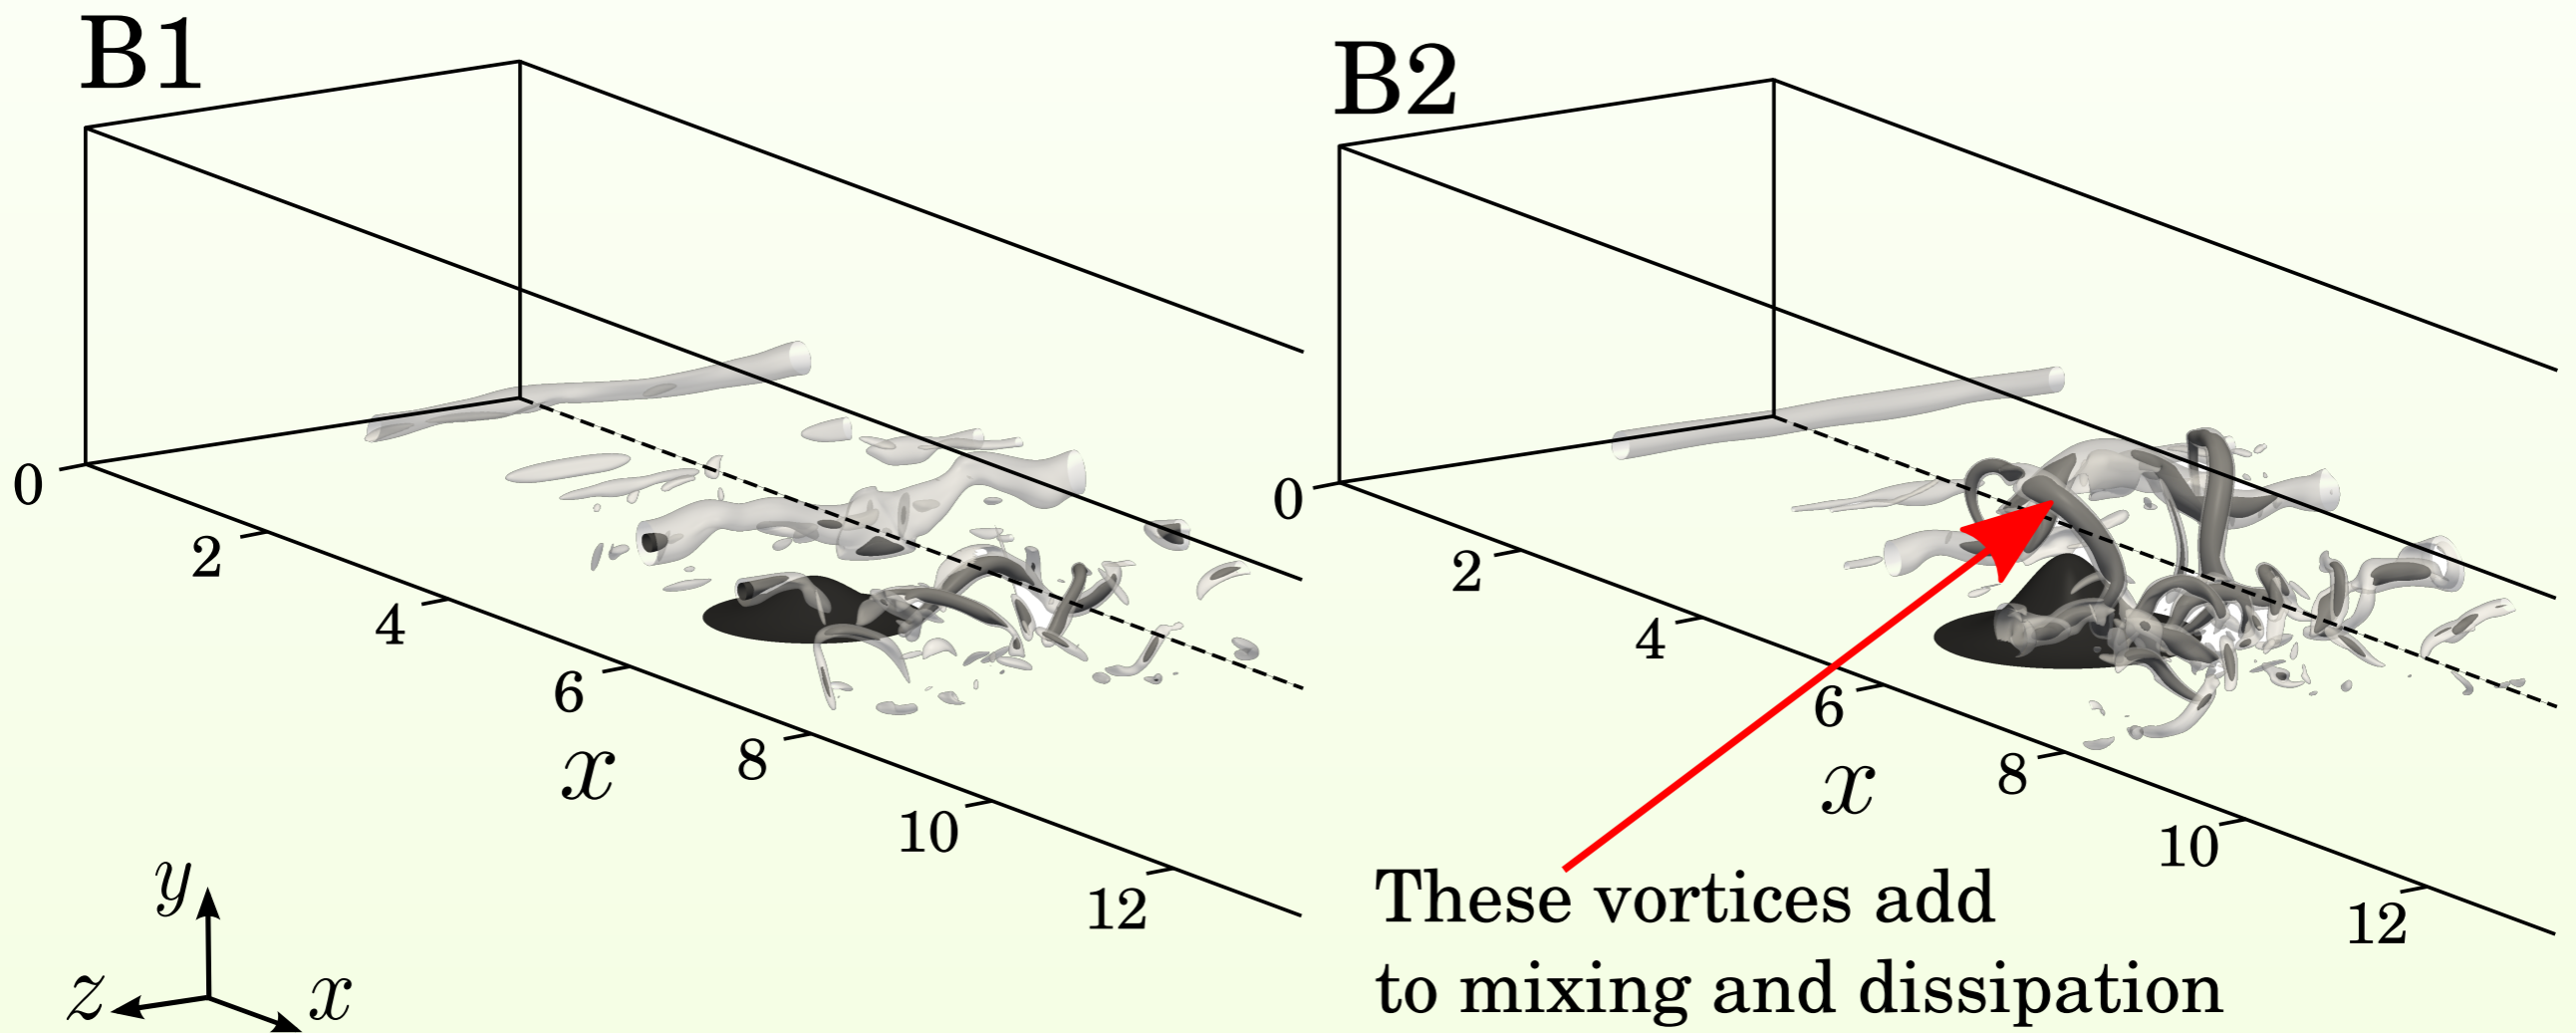 B1
0
2
4
6
8
10
12
x
y
z
x
B2
0
2
4
6
8
10
12
x
These vortices add
to mixing and dissipation